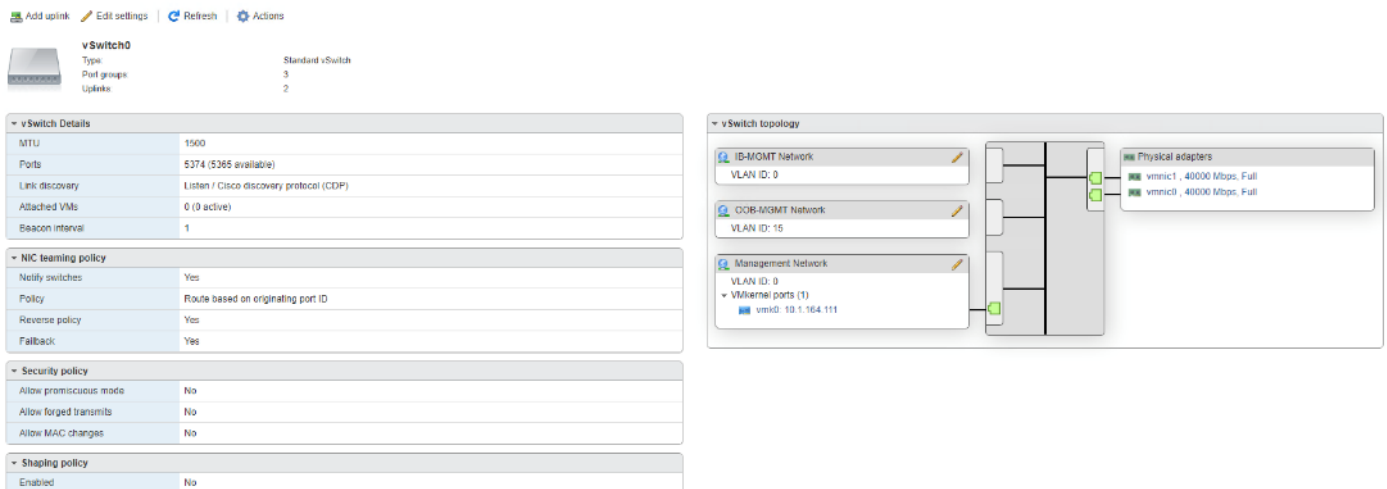 Add uplink Edit settings Refresh Actions
vSwitch0
Type: Standard vSwitch
Port groups: 3
Uplinks: 2
vSwitch Details
MTU 1500
Ports 5374 (5365 available)
Link discovery Listen / Cisco discovery protocol (CDP)
Attached VMs 0 (0 active)
Beacon interval 1
NIC teaming policy
Notify switches Yes
Policy Route based on originating port ID
Reverse policy Yes
Fallback Yes
Security policy
Allow promiscuous mode No
Allow forged transmits No
Allow MAC changes No
Shaping policy
Enabled No
vSwitch topology
IB-MGMT Network
VLAN ID: 0
OOB-MGMT Network
VLAN ID: 15
Management Network
VLAN ID: 0
VMkernel ports (1)
vmk0: 10.1.164.111
Physical adapters
vmnic1 , 40000 Mbps, Full
vmnic0 , 40000 Mbps, Full